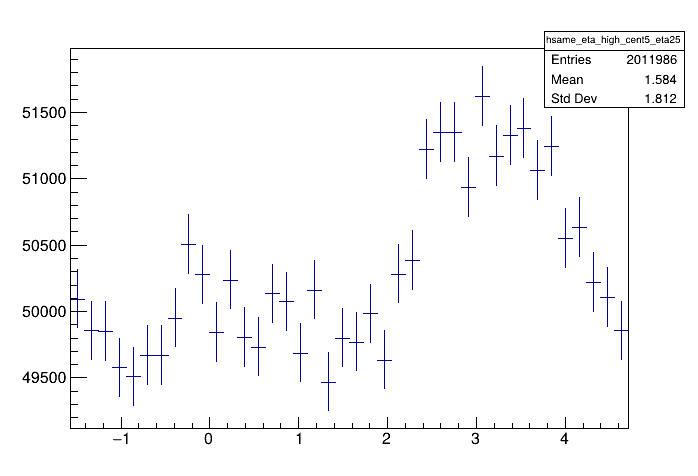 hsame_eta_high_cent5_eta25
Entries 2011986
Mean 1.584
Std Dev 1.812
51500
51000
50500
50000
49500
−1 0 1 2 3 4